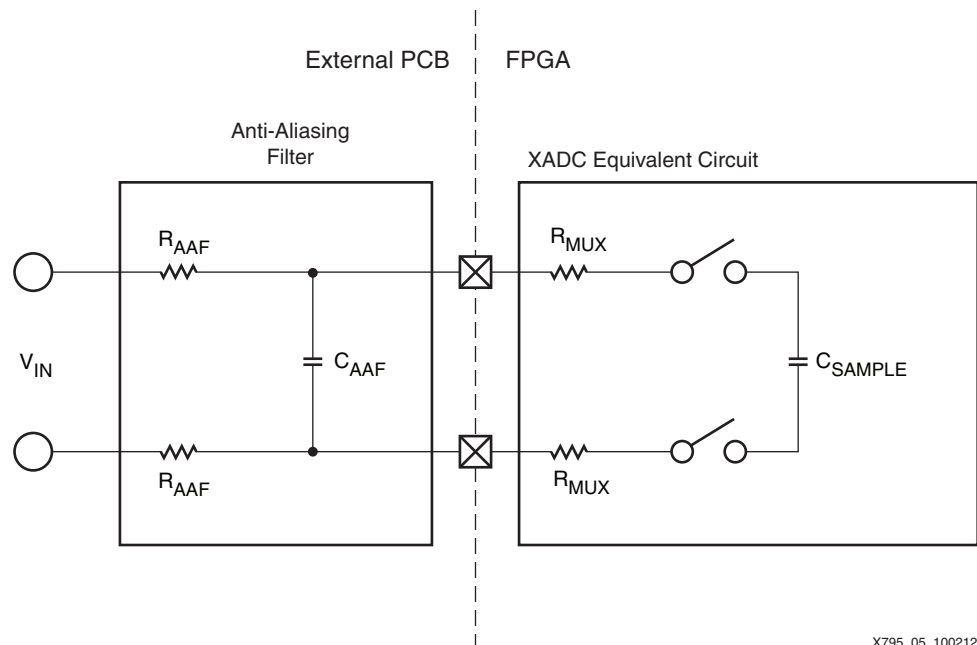 External PCB
FPGA
Anti-Aliasing
Filter
XADC Equivalent Circuit
RAAF
RMUX
VIN
CAAF
CSAMPLE
RAAF
RMUX
X795_05_100212